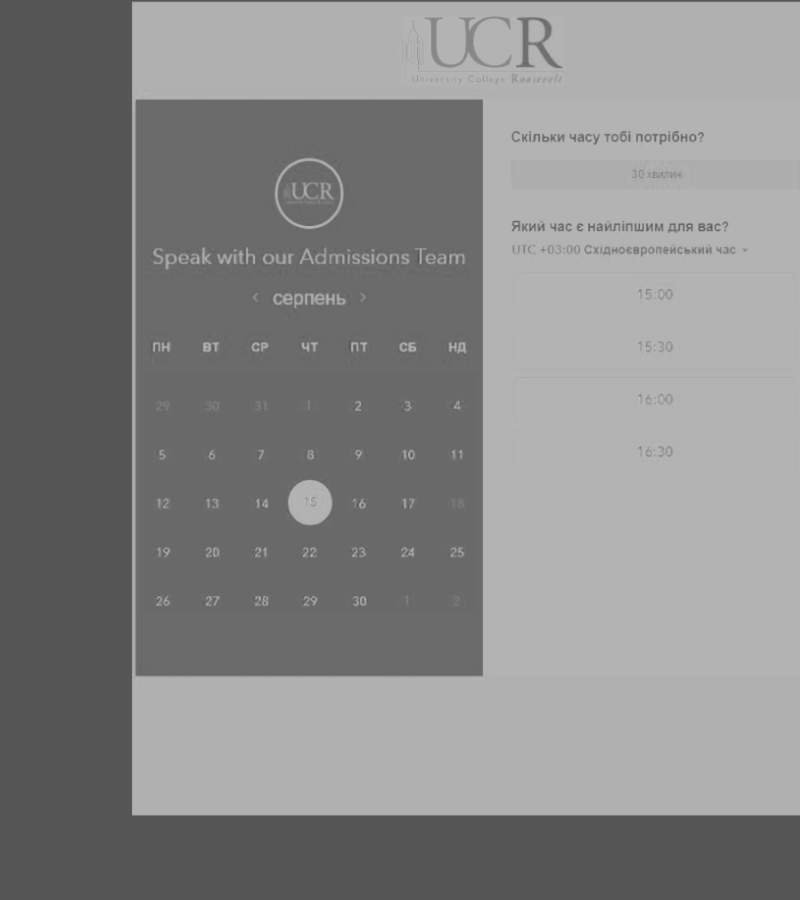 UCR
University College Roosevelt
UCR
Speak with our Admissions Team
серпень
ПН ВТ СР ЧТ ПТ СБ НД
29 30 31 1 2 3 4
5 6 7 8 9 10 11
12 13 14 15 16 17 18
19 20 21 22 23 24 25
26 27 28 29 30 1 2
Скільки часу тобі потрібно?
30 хвилин
Який час є найліпшим для вас?
UTC +03:00 Східноєвропейський час
15:00
15:30
16:00
16:30